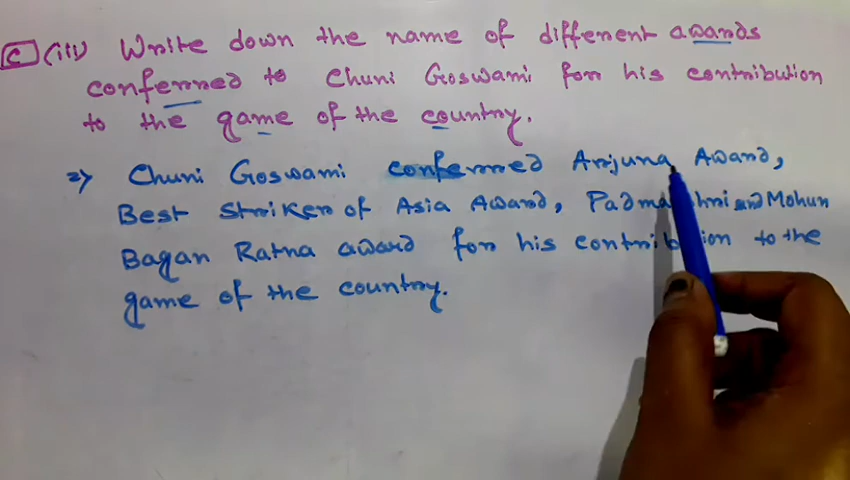 C (iii) Write down the name of different awards
conferred to Chuni Goswami for his contribution
to the game of the country.
=> Chuni Goswami conferred Arjuna Award,
Best Striker of Asia Award, Padma Shri and Mohun
Bagan Ratna award for his contribution to the
game of the country.